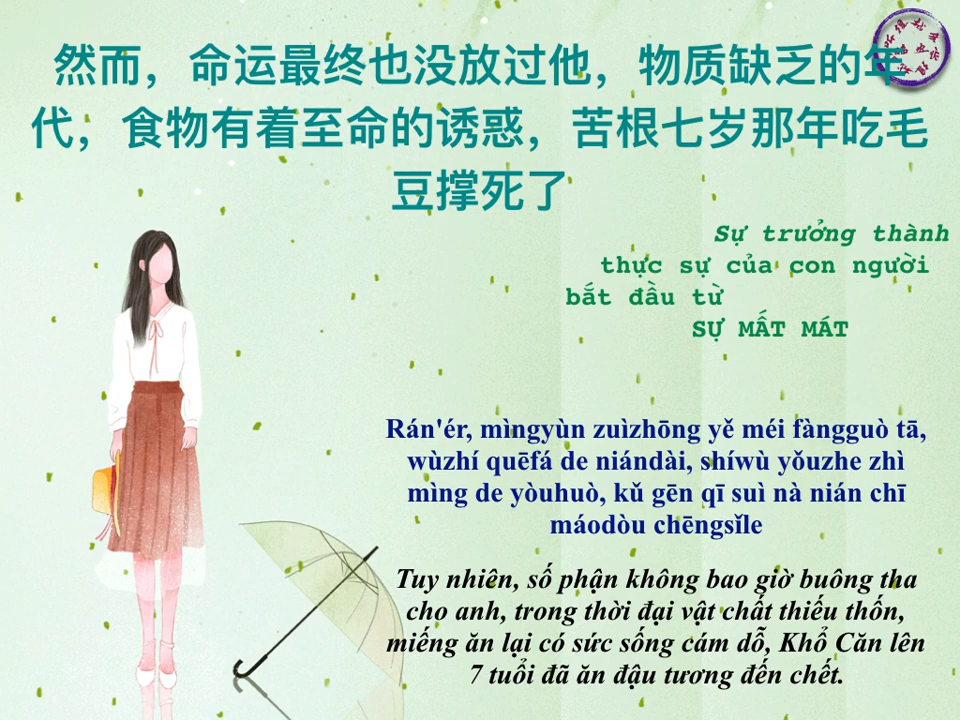 然而，命运最终也没放过他，物质缺乏的年
代，食物有着至命的诱惑，苦根七岁那年吃毛
豆撑死了
Sự trưởng thành
thực sự của con người
bắt đầu từ
SỰ MẤT MÁT
Rán'ér, mìngyùn zuìzhōng yě méi fàngguò tā,
wùzhí quēfá de niándài, shíwù yǒuzhe zhì
mìng de yòuhuò, kǔ gēn qī suì nà nián chī
máodòu chēngsǐle
Tuy nhiên, số phận không bao giờ buông tha
cho anh, trong thời đại vật chất thiếu thốn,
miếng ăn lại có sức sống cám dỗ, Khổ Căn lên
7 tuổi đã ăn đậu tương đến chết.